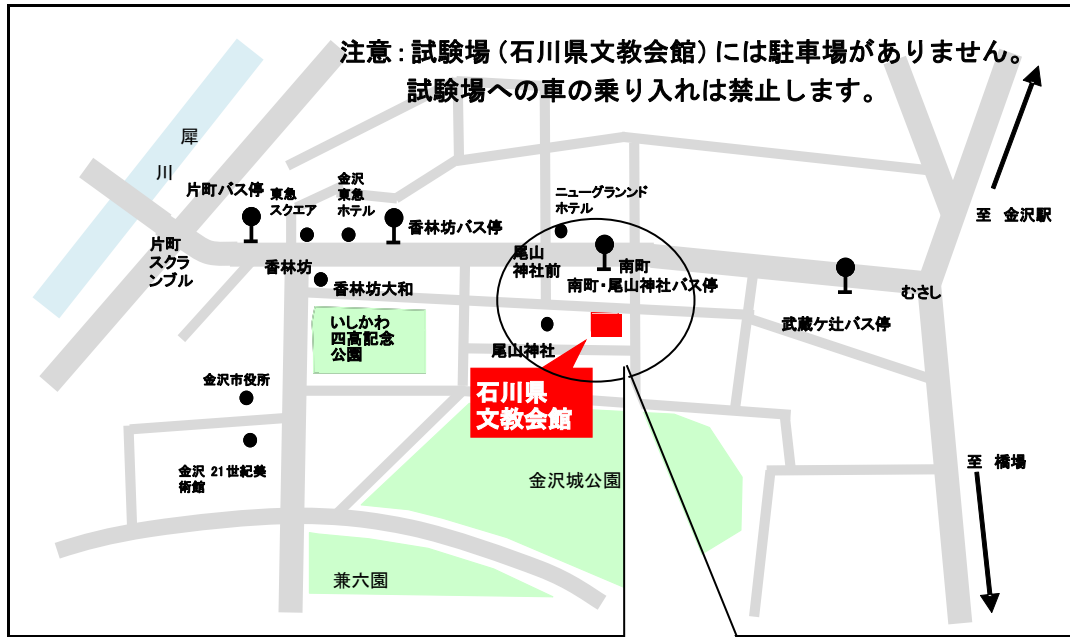 注意：試験場（石川県文教会館）には駐車場がありません。
試験場への車の乗り入れは禁止します。
犀
川
片町バス停
東急
スクエア
金沢
東急
ホテル
香林坊バス停
ニューグランンド
ホテル
至 金沢駅
片町
スクラ
ンブル
香林坊
香林坊大和
尾山
神社前
南町
南町・尾山神社バス停
むさし
武蔵ケ辻バス停
いしかわ
四高記念
公園
尾山神社
金沢市役所
石川県
文教会館
金沢 21世紀美
術館
金沢城公園
至 橋場
兼六園